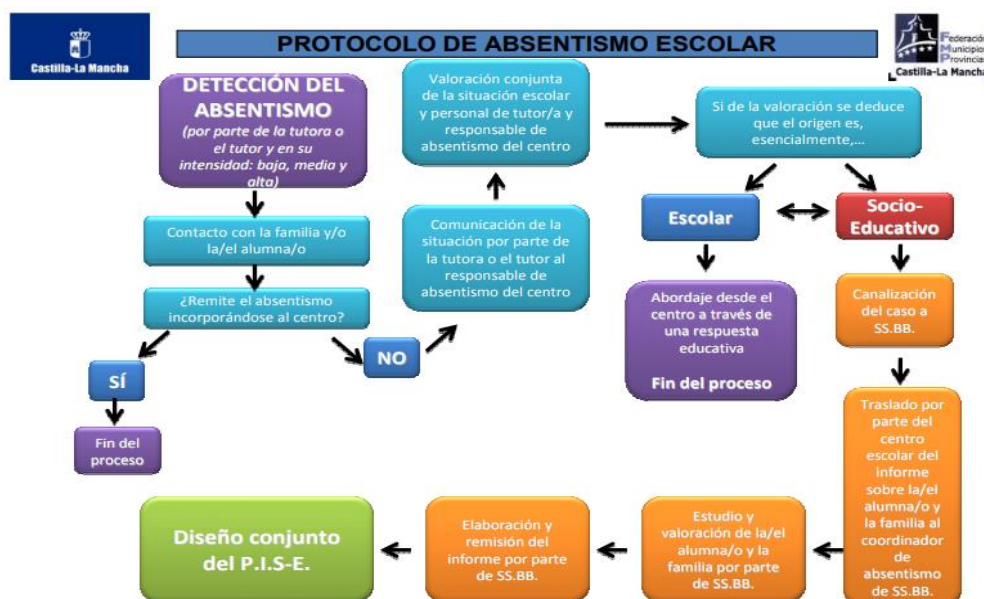 Castilla-La Mancha
PROTOCOLO DE ABSENTISMO ESCOLAR
Federación
Municipios
Provincias
Castilla-La Mancha
DETECCIÓN DEL
ABSENTISMO
(por parte de la tutora o
el tutor y en su
intensidad: baja, media y
alta)
Contacto con la familia y/o
la/el alumna/o
¿Remite el absentismo
incorporándose al centro?
SÍ
Fin del
proceso
NO
Comunicación de la
situación por parte de
la tutora o el tutor al
responsable de
absentismo del centro
Valoración conjunta
de la situación escolar
y personal de tutor/a y
responsable de
absentismo del centro
Si de la valoración se deduce
que el origen es,
esencialmente,...
Escolar
Abordaje desde el
centro a través de
una respuesta
educativa
Fin del proceso
Socio-
Educativo
Canalización
del caso a
SS.BB.
Traslado por
parte del
centro
escolar del
informe
sobre la/el
alumna/o y
la familia al
coordinador
de
absentismo
de SS.BB.
Estudio y
valoración de la/el
alumna/o y la
familia por parte
de SS.BB.
Elaboración y
remisión del
informe por parte
de SS.BB.
Diseño conjunto
del P.I.S-E.